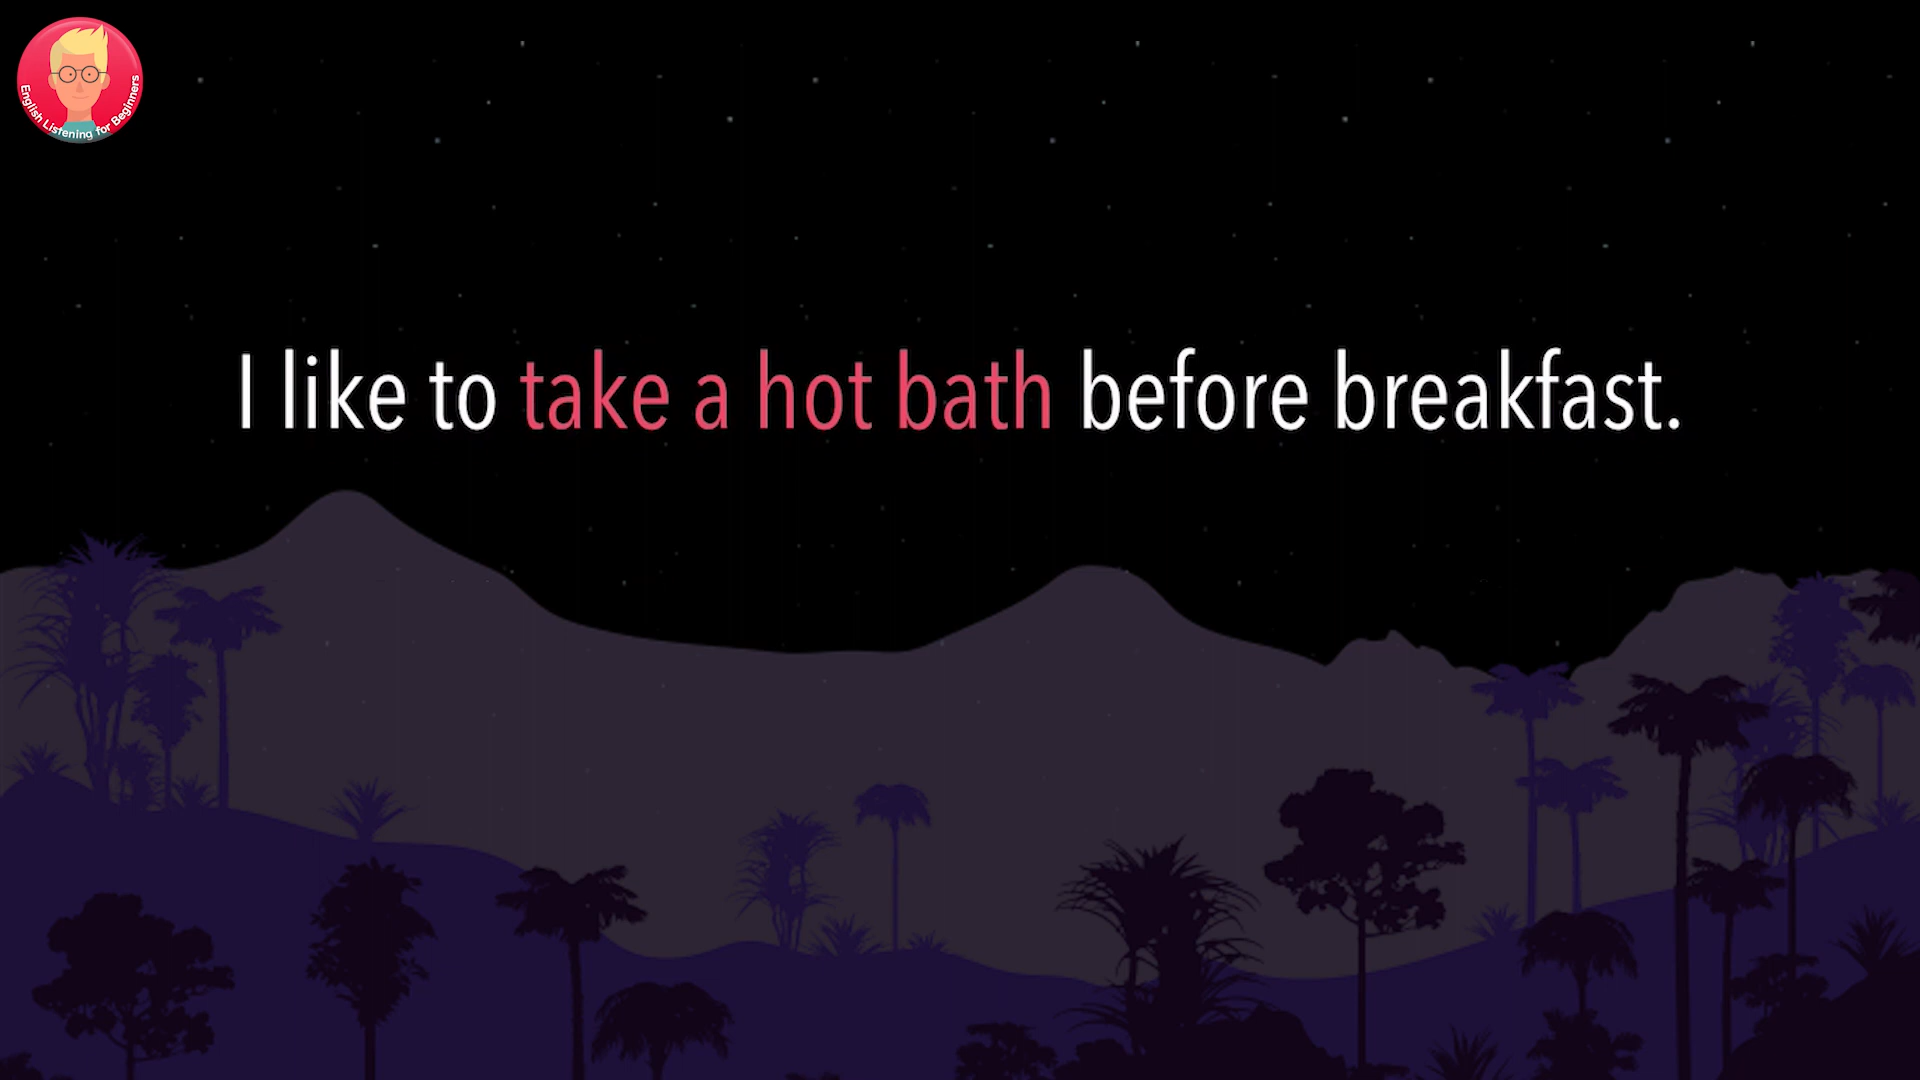 English Listening for Beginners
I like to take a hot bath before breakfast.